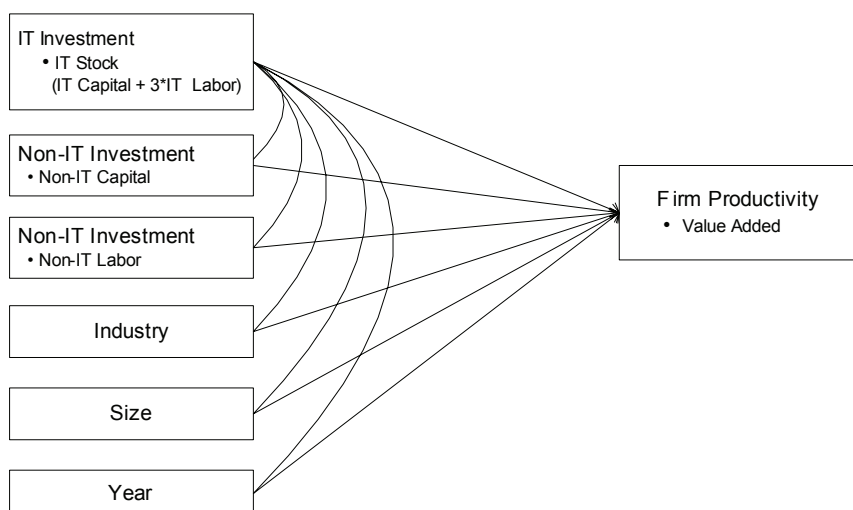 IT Investment
• IT Stock
(IT Capital + 3*IT Labor)
Non-IT Investment
• Non-IT Capital
Non-IT Investment
• Non-IT Labor
Industry
Size
Year
Firm Productivity
• Value Added